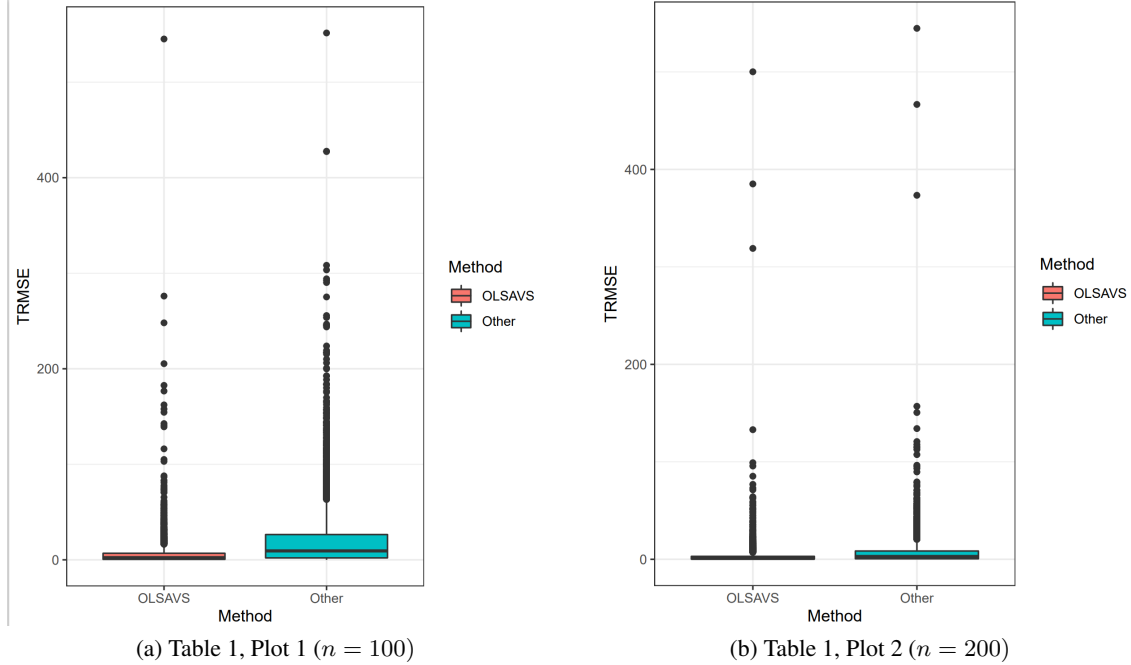 TRMSE
400
200
0
OLSAVS
Other
Method
Method
OLSAVS
Other
(a) Table 1, Plot 1 (n = 100)
TRMSE
400
200
0
OLSAVS
Other
Method
Method
OLSAVS
Other
(b) Table 1, Plot 2 (n = 200)